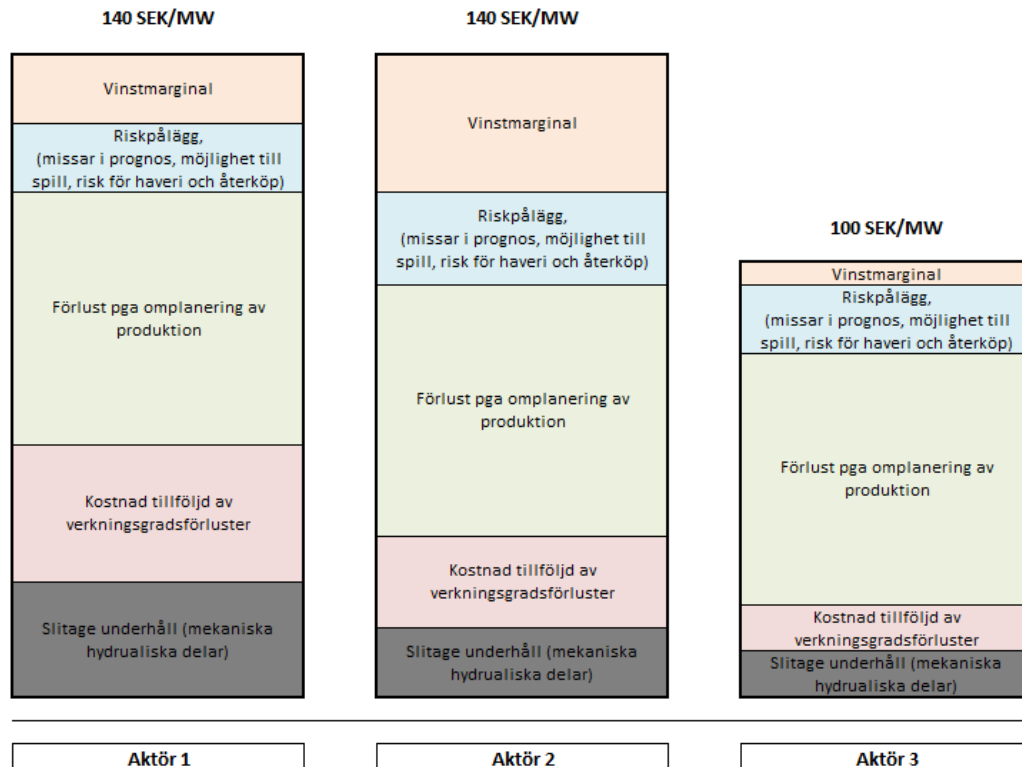 140 SEK/MW
Vinstmarginal
Riskpålägg,
(missar i prognos, möjlighet till
spill, risk för haveri och återköp)
Förlust pga omplanering av
produktion
Kostnad tillföljd av
verkningsgradsförluster
Slitage underhåll (mekaniska
hydrualiska delar)
Aktör 1
140 SEK/MW
Vinstmarginal
Riskpålägg,
(missar i prognos, möjlighet till
spill, risk för haveri och återköp)
Förlust pga omplanering av
produktion
Kostnad tillföljd av
verkningsgradsförluster
Slitage underhåll (mekaniska
hydrualiska delar)
Aktör 2
100 SEK/MW
Vinstmarginal
Riskpålägg,
(missar i prognos, möjlighet till
spill, risk för haveri och återköp)
Förlust pga omplanering av
produktion
Kostnad tillföljd av
verkningsgradsförluster
Slitage underhåll (mekaniska
hydrualiska delar)
Aktör 3